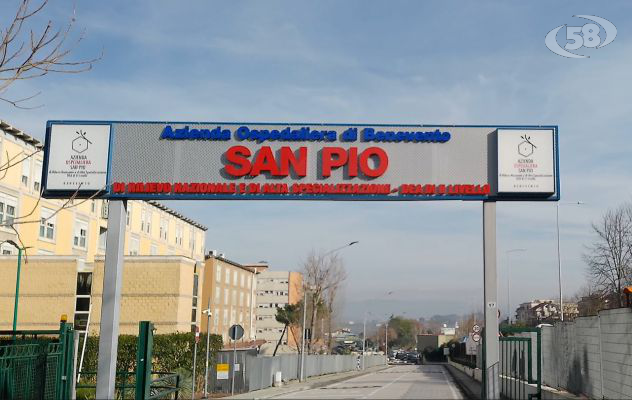 58
Azienda Ospedaliera di Benevento
SAN PIO
DI RILIEVO NAZIONALE E DI ALTA SPECIALIZZAZIONE - DEA DI II LIVELLO
AZIENDA
OSPEDALIERA
SAN PIO
BENEVENTO
AZIENDA
OSPEDALIERA
SAN PIO